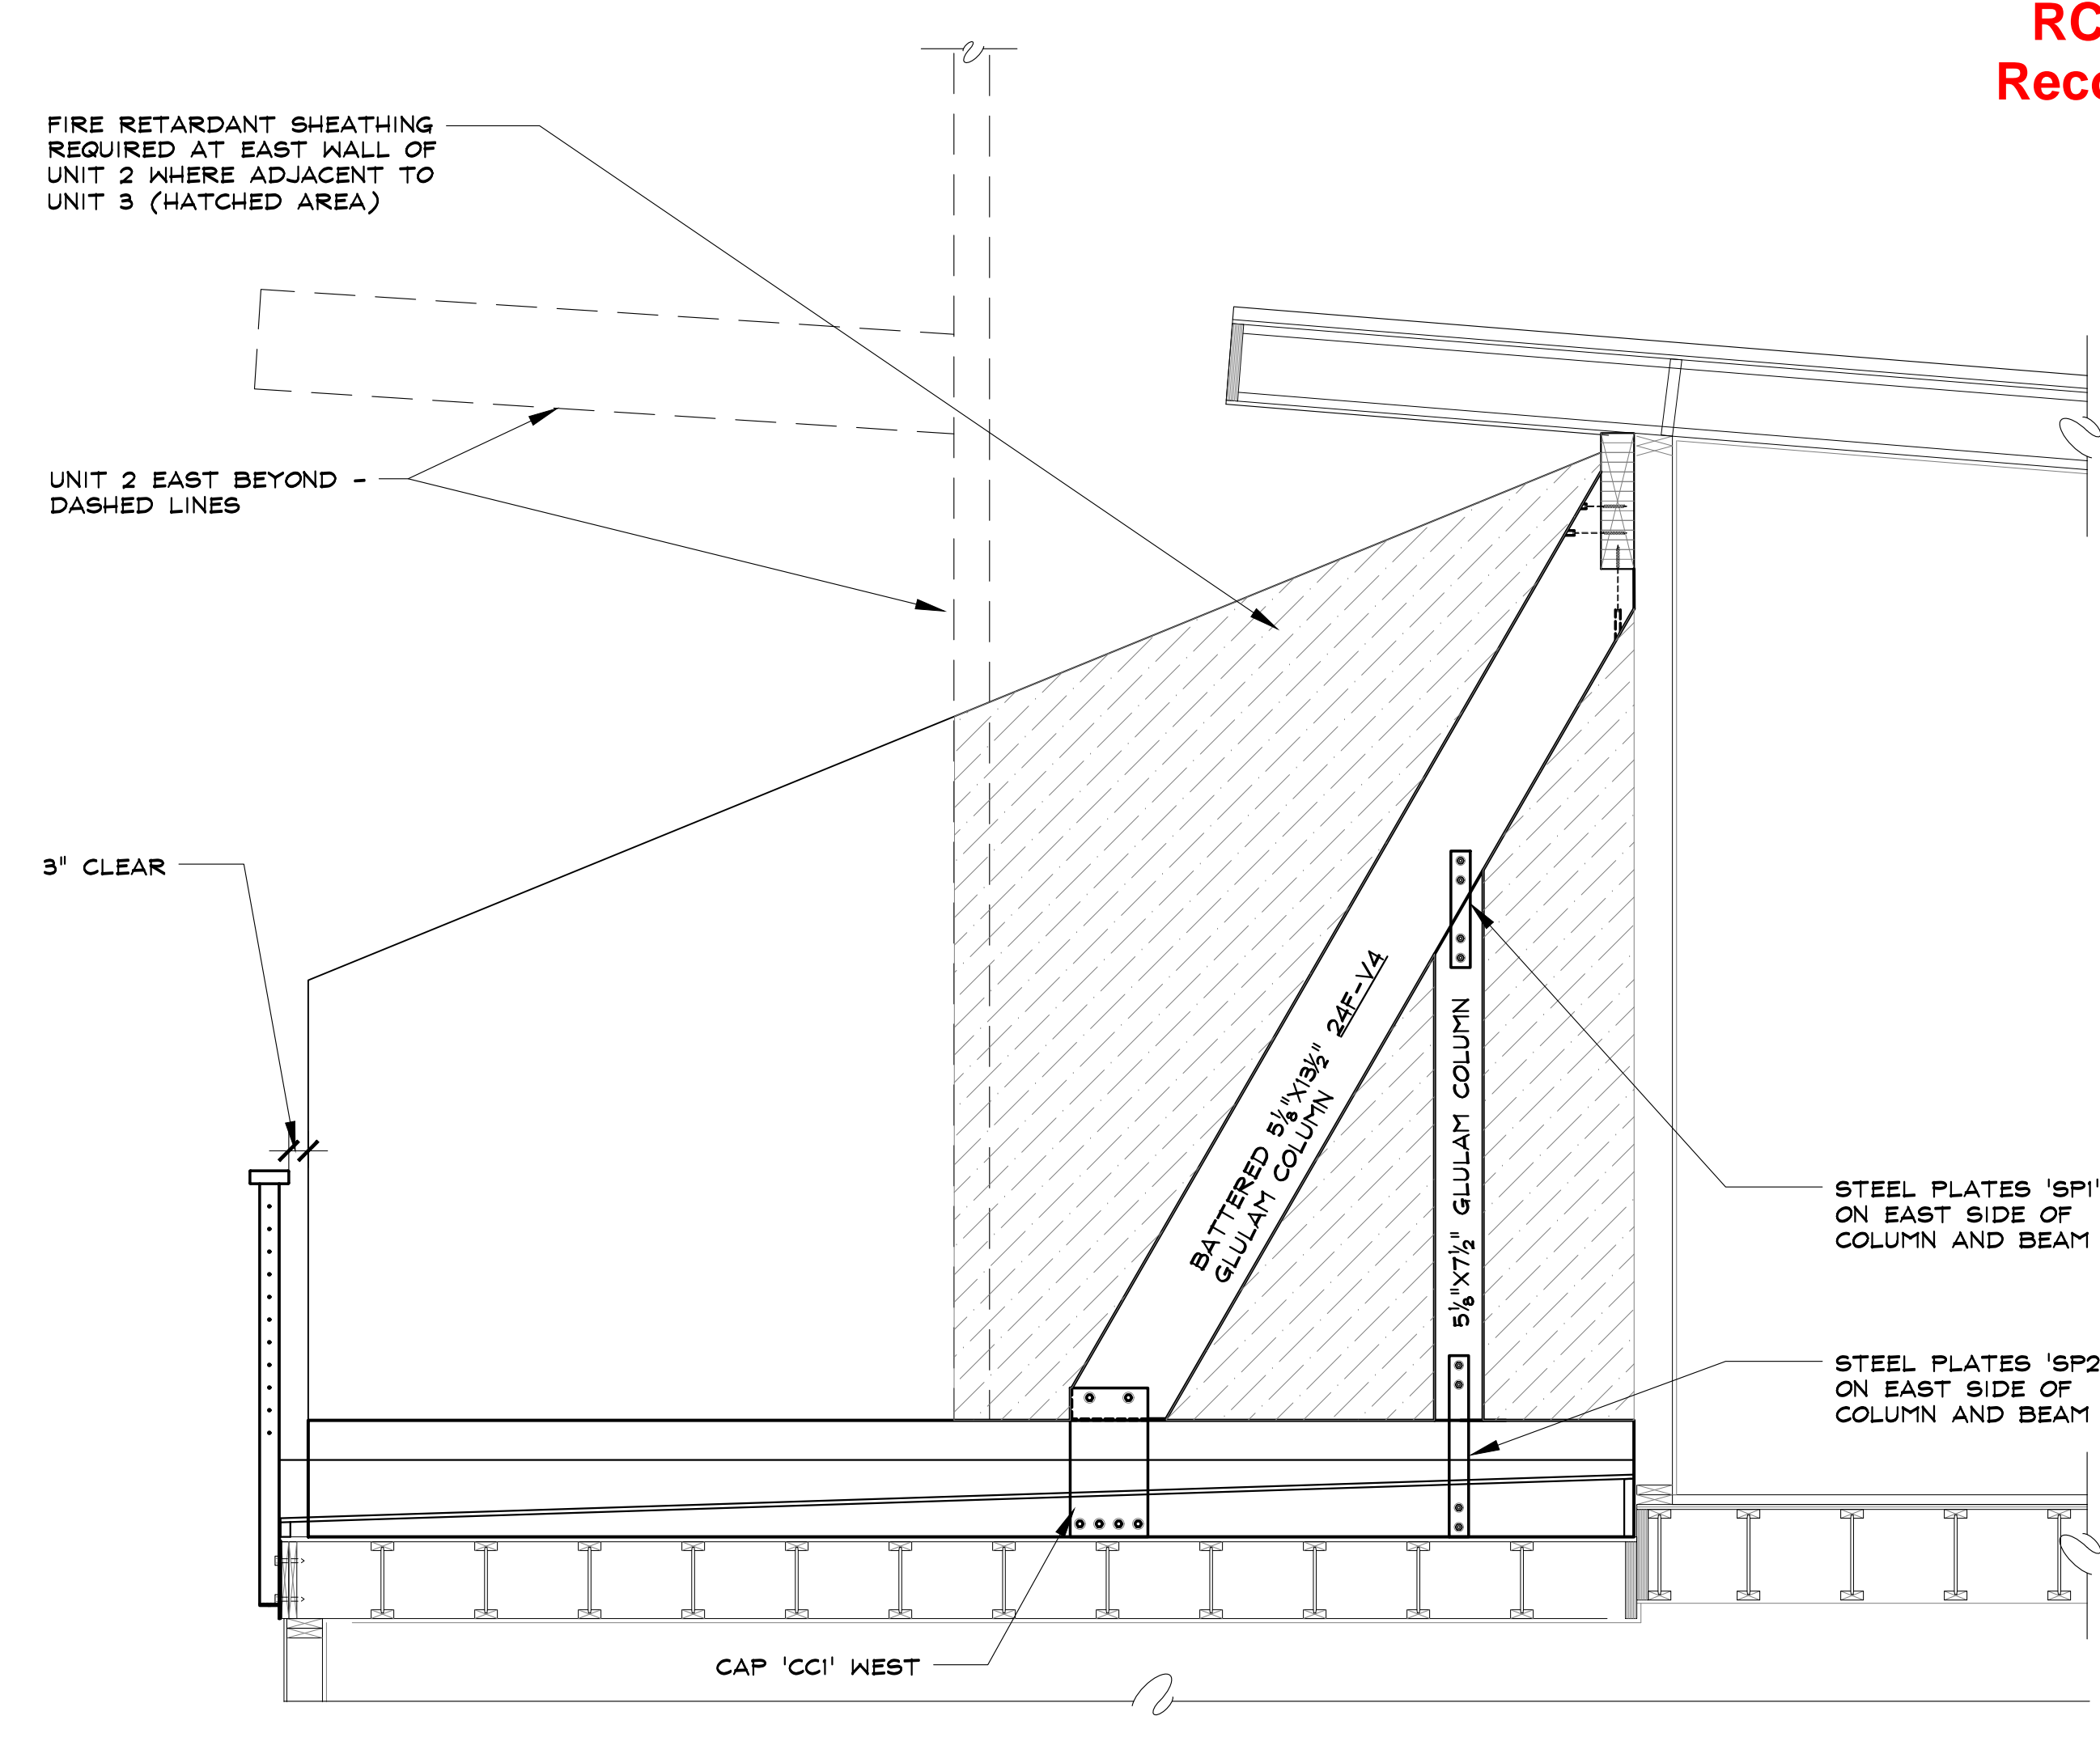 RC
Reco
FIRE RETARDANT SHEATHING
REQUIRED AT EAST WALL OF
UNIT 2 WHERE ADJACENT TO
UNIT 3 (HATCHED AREA)
UNIT 2 EAST BEYOND -
DASHED LINES
3" CLEAR
BATTERED 5⅛"X13½" 24F-V4
GLULAM COLUMN
5⅛"X7½" GLULAM COLUMN
STEEL PLATES 'SP1'
ON EAST SIDE OF
COLUMN AND BEAM
STEEL PLATES 'SP2
ON EAST SIDE OF
COLUMN AND BEAM
CAP 'CC1' WEST